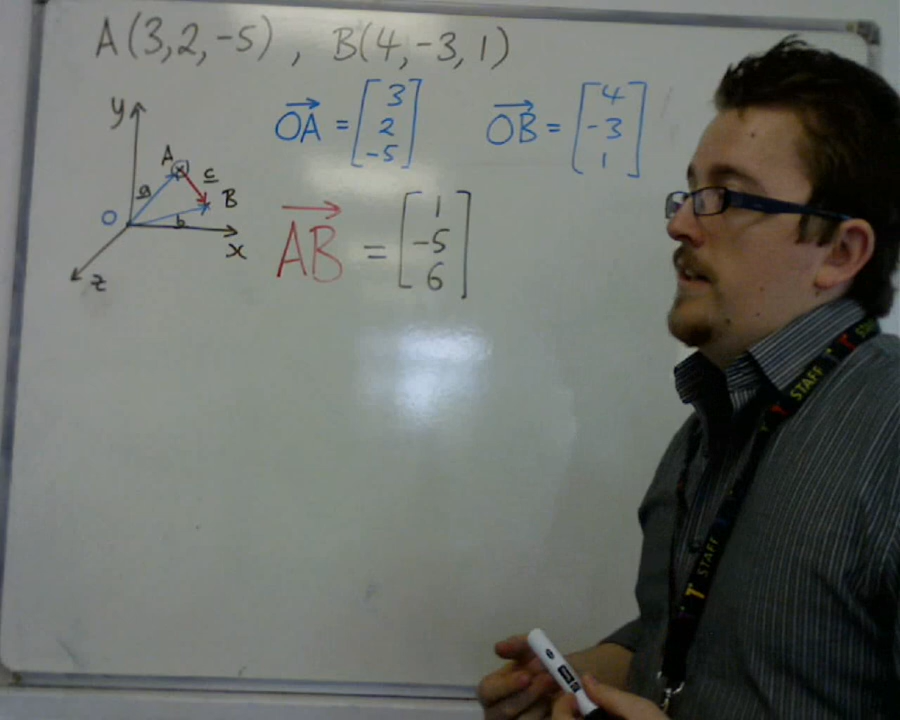 A(3,2,-5) , B(4,-3,1)
OA = [3 2 -5]
OB = [4 -3 1]
y
A
c
a
B
O
b
x
z
AB = [1 -5 6]
STAFF
STAFF